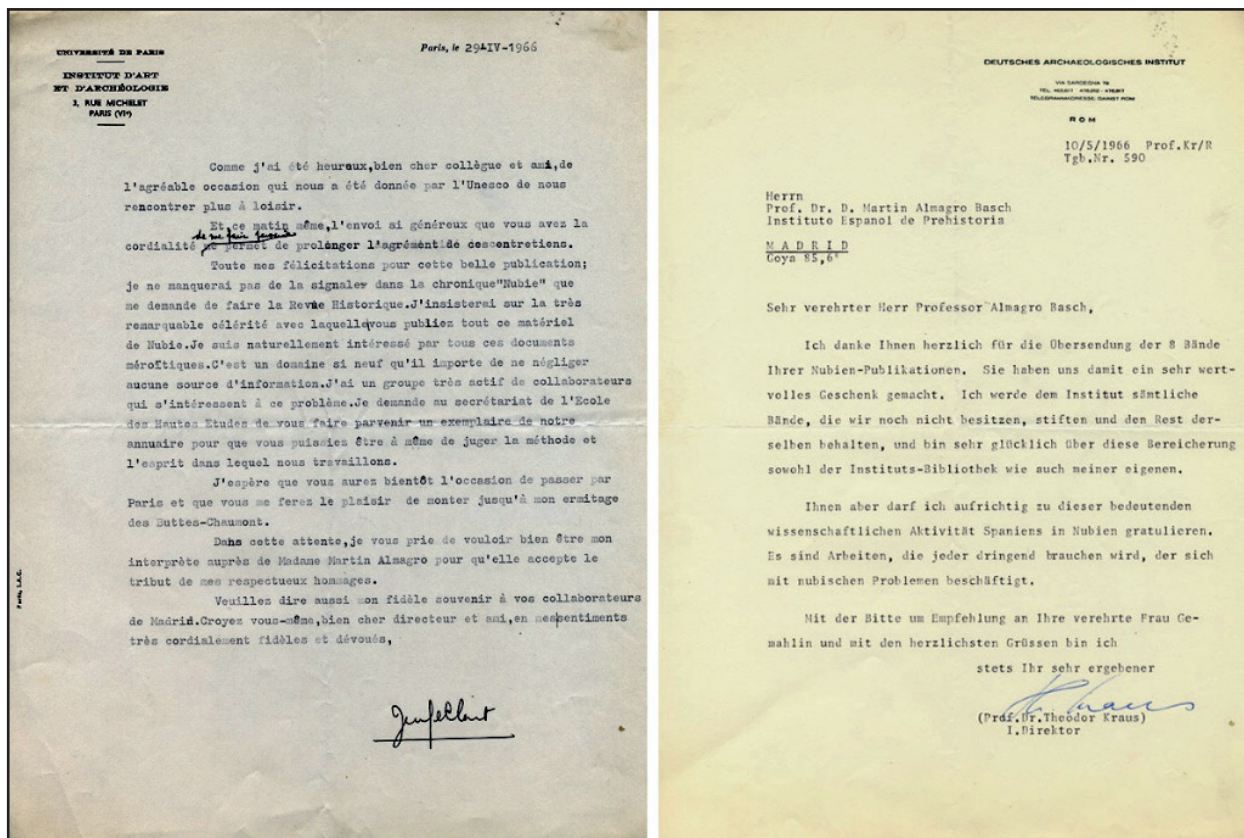 UNIVERSITÉ DE PARIS
INSTITUT D'ART
ET D'ARCHÉOLOGIE
3, RUE MICHELET
PARIS (VIe)
Paris, le 29-IV-1966
Comme j'ai été heureux,bien cher collègue et ami,de
l'agréable occasion qui nous a été donnée par l'Unesco de nous
rencontrer plus à loisir.
Et ce matin même,l'envoi si généreux que vous avez la
de me faire parvenir
cordialité me permet de prolonger l'agrément de cesentretiens.
Toute mes félicitations pour cette belle publication;
je ne manquerai pas de la signaler dans la chronique"Nubie" que
me demande de faire la Revue Historique.J'insisterai sur la très
remarquable célérité avec laquellevous publiez tout ce matériel
de Nubie.Je suis naturellement intéressé par tous ces documents
méroïtiques.C'est un domaine si neuf qu'il importe de ne négliger
aucune source d'information.J'ai un groupe très actif de collaborateurs
qui s'intéressent à ce problème.Je demande au secrétariat de l'Ecole
des Hautes Etudes de vous faire parvenir un exemplaire de notre
annuaire pour que vous puissiez être à même de juger la méthode et
l'esprit dans lequel nous travaillons.
J'espère que vous aurez bientôt l'occasion de passer par
Paris et que vous me ferez le plaisir de monter jusqu'à mon ermitage
des Buttes-Chaumont.
Dans cette attente,je vous prie de vouloir bien être mon
interprète auprès de Madame Martin Almagro pour qu'elle accepte le
tribut de mes respectueux hommages.
Veuillez dire aussi mon fidèle souvenir à vos collaborateurs
de Madrid.Croyez vous-même,bien cher directeur et ami,en messentiments
très cordialement fidèles et dévoués,
DEUTSCHES ARCHAEOLOGISCHES INSTITUT
VIA SARDEGNA 79
TELEGRAMMADRESSE: DAINST ROM
ROM
10/5/1966 Prof.Kr/R
Tgb.Nr. 590
Herrn
Prof. Dr. D. Martin Almagro Basch
Instituto Espanol de Prehistoria
MADRID
Goya 85,6°
Sehr verehrter Herr Professor Almagro Basch,
Ich danke Ihnen herzlich für die Übersendung der 8 Bände
Ihrer Nubien-Publikationen. Sie haben uns damit ein sehr wert-
volles Geschenk gemacht. Ich werde dem Institut sämtliche
Bände, die wir noch nicht besitzen, stiften und den Rest der-
selben behalten, und bin sehr glücklich über diese Bereicherung
sowohl der Instituts-Bibliothek wie auch meiner eigenen.
Ihnen aber darf ich aufrichtig zu dieser bedeutenden
wissenschaftlichen Aktivität Spaniens in Nubien gratulieren.
Es sind Arbeiten, die jeder dringend brauchen wird, der sich
mit nubischen Problemen beschäftigt.
Mit der Bitte um Empfehlung an Ihre verehrte Frau Ge-
mahlin und mit den herzlichsten Grüssen bin ich
stets Ihr sehr ergebener
(Prof.Dr.Theodor Kraus)
I.Direktor